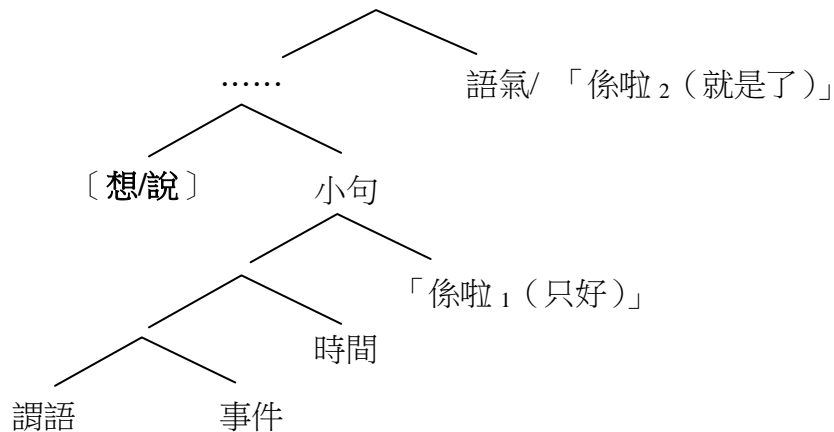 …… 語氣/ 「係啦 2（就是了）」
〔想/說〕 小句
「係啦 1（只好）」
時間
謂語 事件